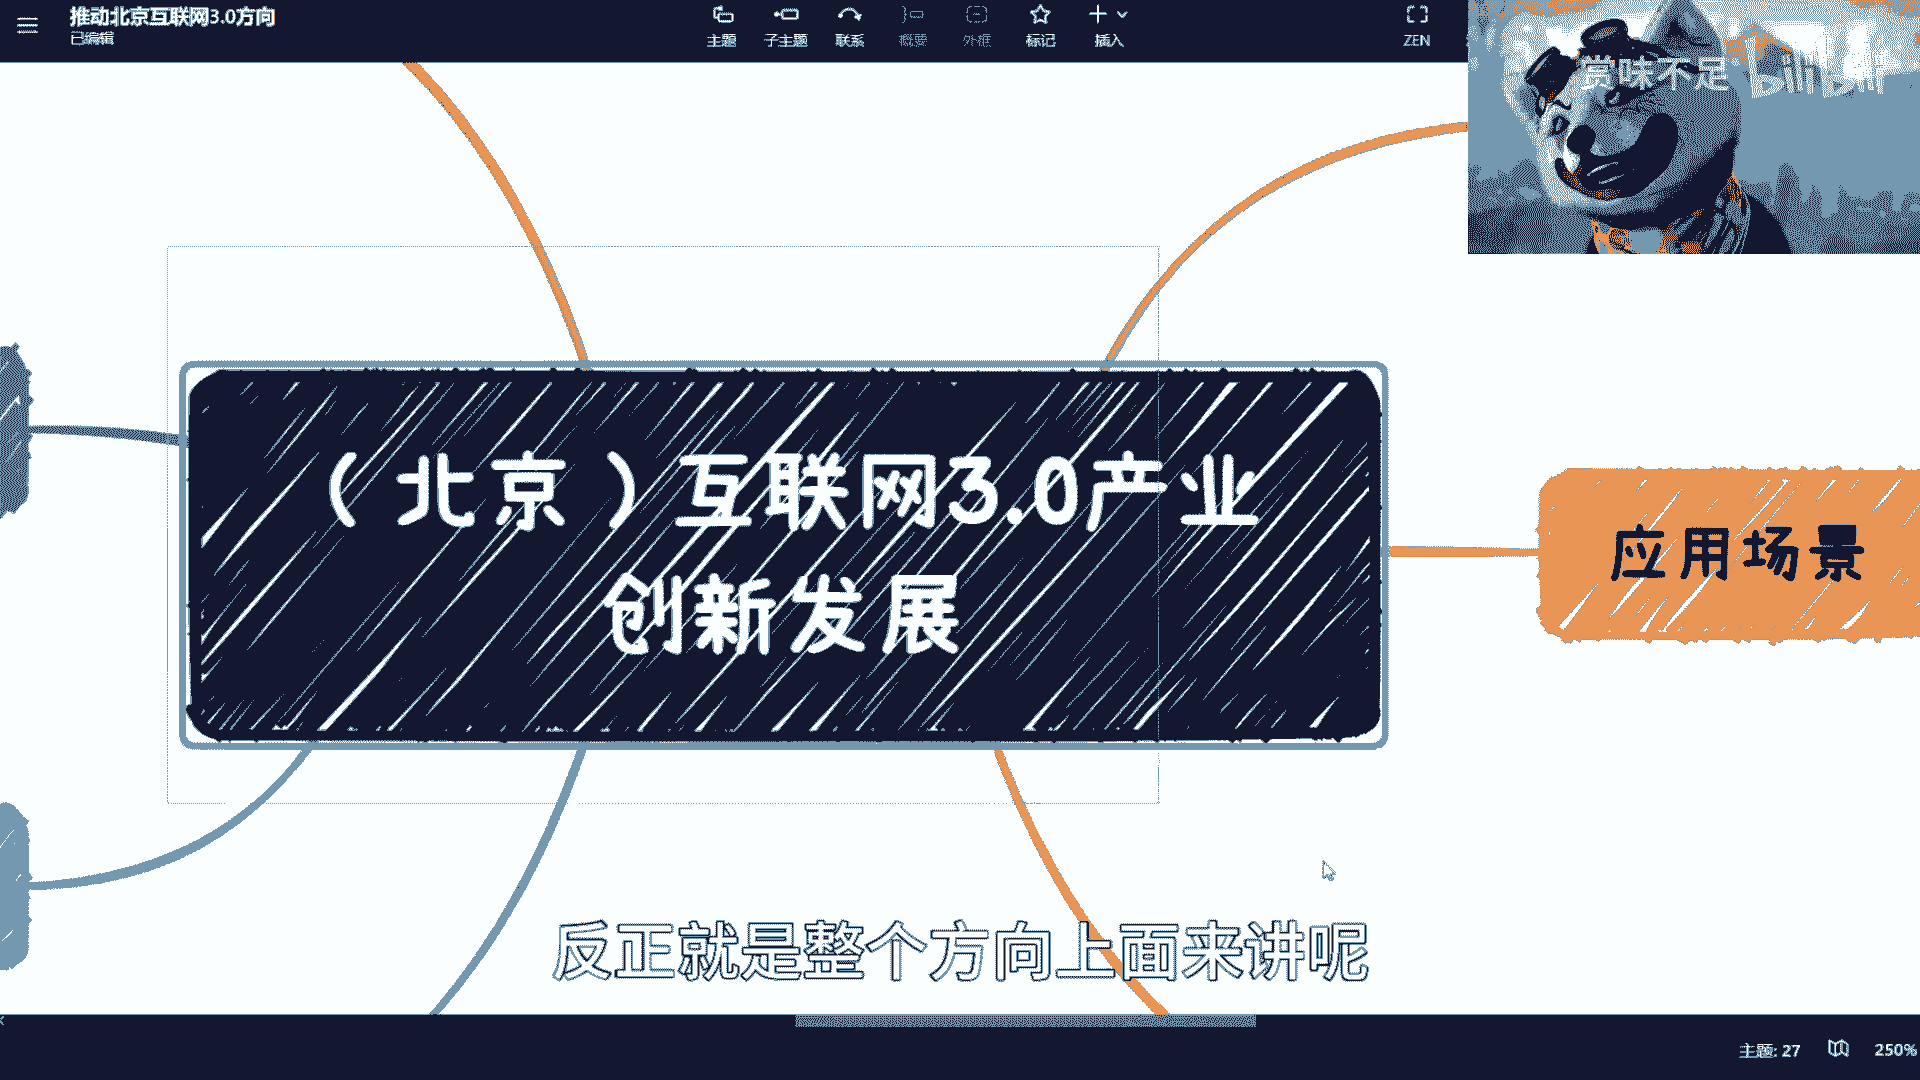 推动北京互联网3.0方向
已编辑
主题
子主题
联系
概要
外框
标记
插入
ZEN
赏味不足 bilibili
（北京）互联网3.0产业
创新发展
应用场景
反正就是整个方向上面来讲呢
主题: 27
250%